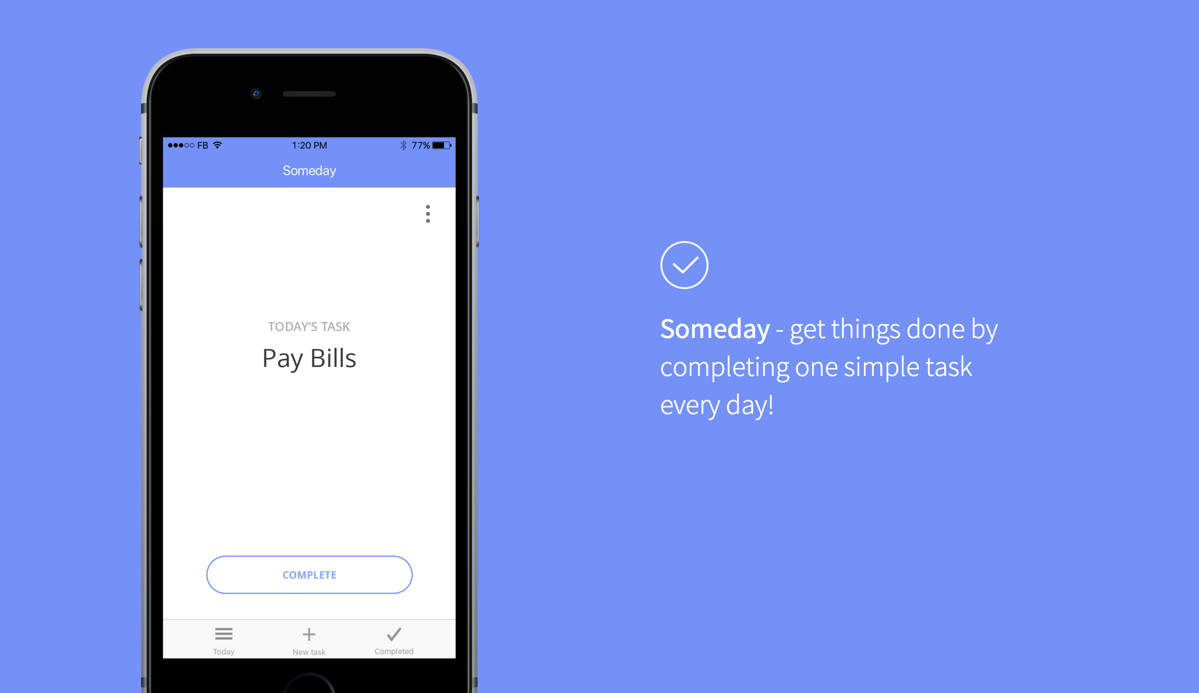 FB 1:20 PM 77%
Someday
TODAY'S TASK
Pay Bills
COMPLETE
Today New task Completed
Someday - get things done by
completing one simple task
every day!